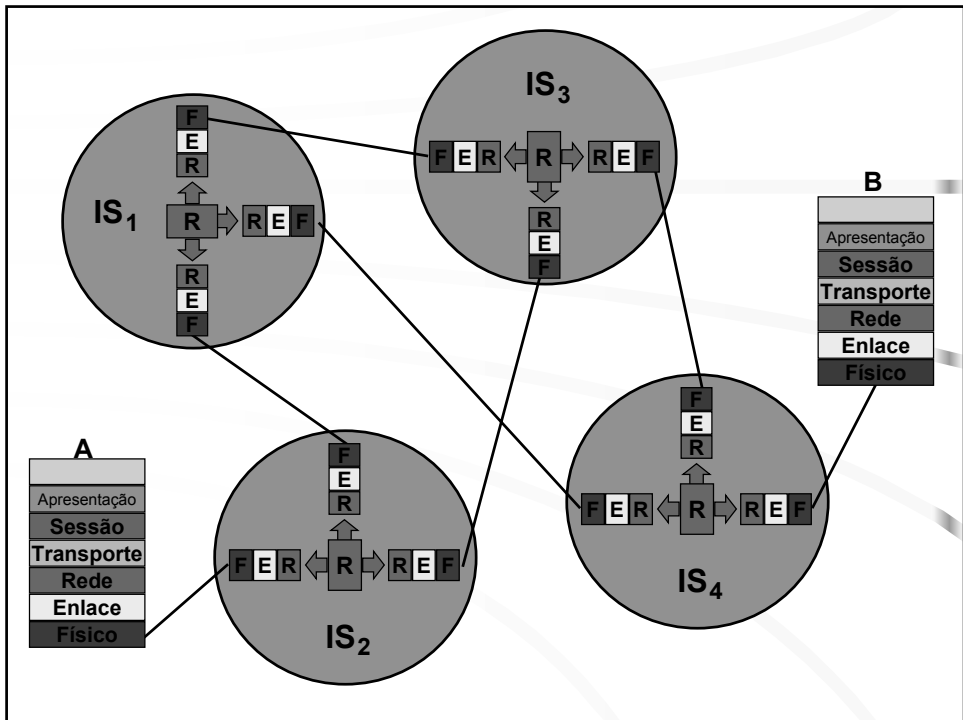 IS3
F E R R R E F
R
E
F
IS1
F
E
R
R R E F
R
E
F
B
Apresentação
Sessão
Transporte
Rede
Enlace
Físico
A
Apresentação
Sessão
Transporte
Rede
Enlace
Físico
F
E
R
F E R R R E F
R
IS2
F
E
R
F E R R R E F
IS4